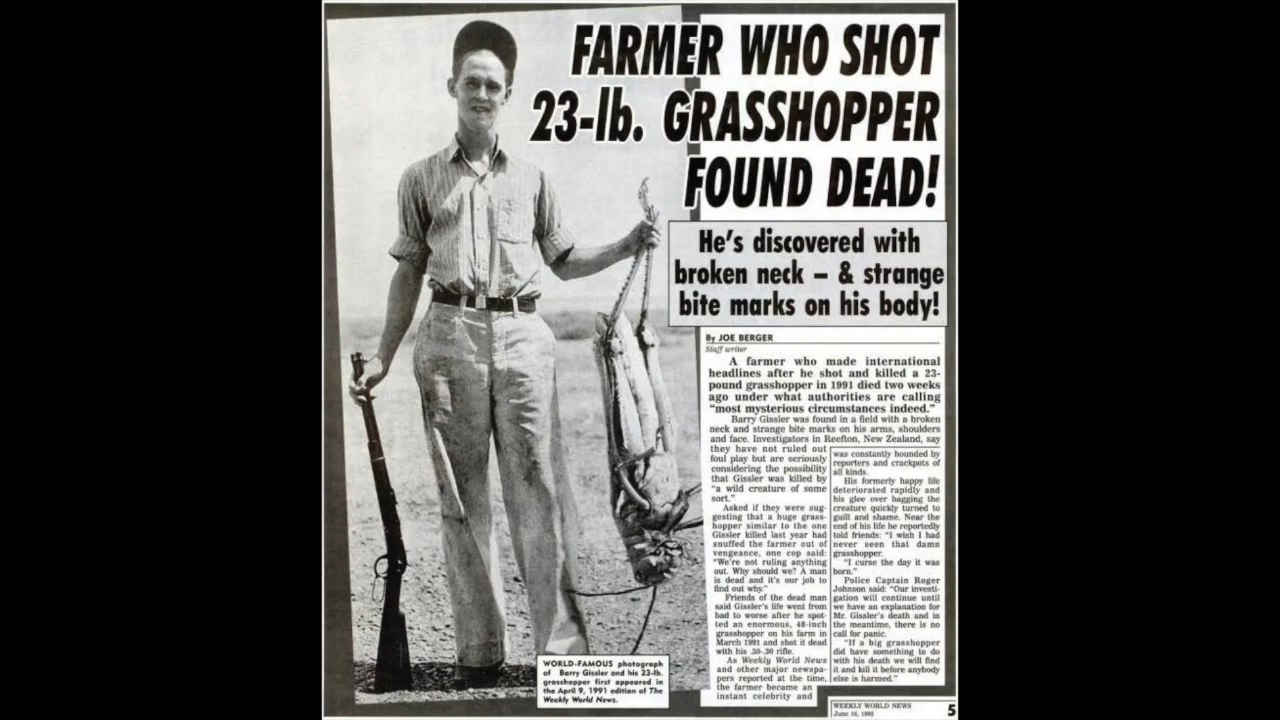 FARMER WHO SHOT
23-lb. GRASSHOPPER
FOUND DEAD!
He's discovered with
broken neck – & strange
bite marks on his body!
By JOE BERGER
Staff writer
A farmer who made international
headlines after he shot and killed a 23-
pound grasshopper in 1991 died two weeks
ago under what authorities are calling
"most mysterious circumstances indeed."
Barry Gissler was found in a field with a broken
neck and strange bite marks on his arms, shoulders
and face. Investigators in Reefton, New Zealand, say
they have not ruled out
foul play but are seriously
considering the possibility
that Gissler was killed by
"a wild creature of some
sort."
Asked if they were sug-
gesting that a huge grass-
hopper similar to the one
Gissler killed last year had
snuffed the farmer out of
vengeance, one cop said:
"We're not ruling anything
out. Why should we? A man
is dead and it's our job to
find out why."
Friends of the dead man
said Gissler's life went from
bad to worse after he spot-
ted an enormous, 48-inch
grasshopper on his farm in
March 1991 and shot it dead
with his .30-.30 rifle.
As Weekly World News
and other major newspa-
pers reported at the time,
the farmer became an
instant celebrity and
was constantly hounded by
reporters and crackpots of
all kinds.
His formerly happy life
deteriorated rapidly and
his glee over bagging the
creature quickly turned to
guilt and shame. Near the
end of his life he reportedly
told friends: "I wish I had
never seen that damn
grasshopper.
"I curse the day it was
born."
Police Captain Roger
Johnson said: "Our investi-
gation will continue until
we have an explanation for
Mr. Gissler's death and in
the meantime, there is no
call for panic.
"If a big grasshopper
did have something to do
with his death we will find
it and kill it before anybody
else is harmed."
WORLD-FAMOUS photograph
of Barry Gissler and his 23-lb.
grasshopper first appeared in
the April 9, 1991 edition of The
Weekly World News.
WEEKLY WORLD NEWS
June 16, 1992
5